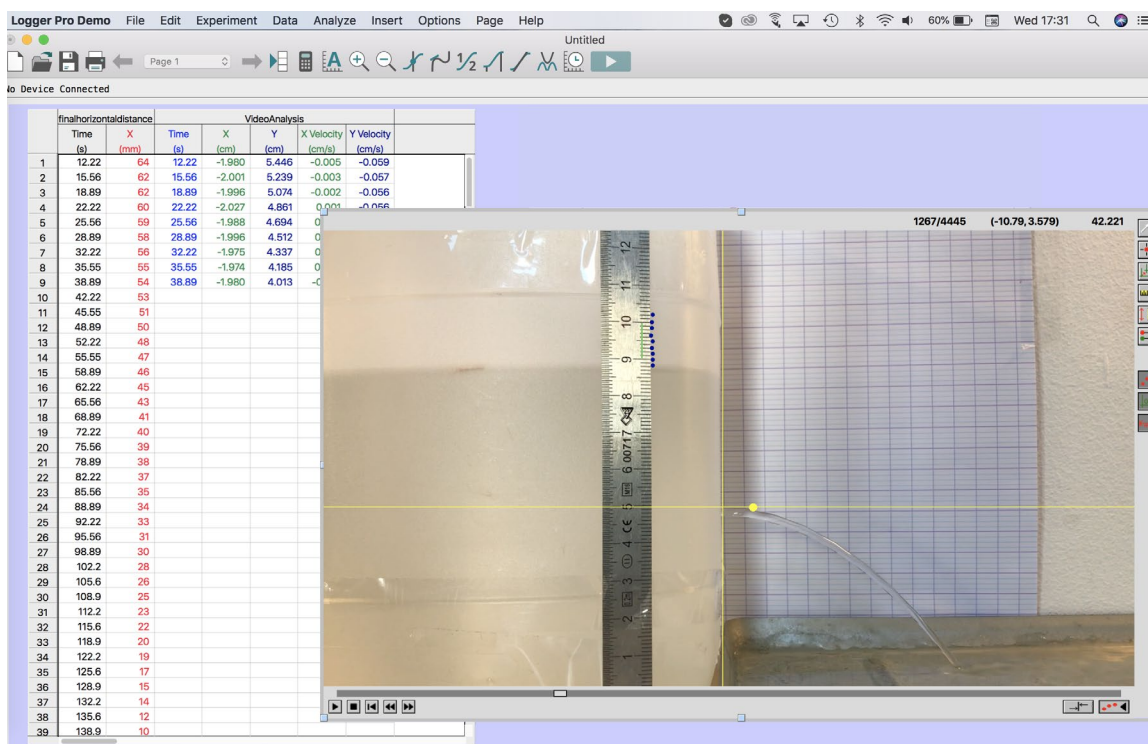 Logger Pro Demo File Edit Experiment Data Analyze Insert Options Page Help 60% Wed 17:31
Untitled
Page 1
No Device Connected
finalhorizontaldistance VideoAnalysis
Time X Time X Y X Velocity Y Velocity
(s) (mm) (s) (cm) (cm) (cm/s) (cm/s)
1 12.22 64 12.22 -1.980 5.446 -0.005 -0.059
2 15.56 62 15.56 -2.001 5.239 -0.003 -0.057
3 18.89 62 18.89 -1.996 5.074 -0.002 -0.056
4 22.22 60 22.22 -2.027 4.861 0.001 -0.056
5 25.56 59 25.56 -1.988 4.694 0
6 28.89 58 28.89 -1.996 4.512 0
7 32.22 56 32.22 -1.975 4.337 0
8 35.55 55 35.55 -1.974 4.185 0
9 38.89 54 38.89 -1.980 4.013 -0
10 42.22 53
11 45.55 51
12 48.89 50
13 52.22 48
14 55.55 47
15 58.89 46
16 62.22 45
17 65.56 43
18 68.89 41
19 72.22 40
20 75.56 39
21 78.89 38
22 82.22 37
23 85.56 35
24 88.89 34
25 92.22 33
26 95.56 31
27 98.89 30
28 102.2 28
29 105.6 26
30 108.9 25
31 112.2 23
32 115.6 22
33 118.9 20
34 122.2 19
35 125.6 17
36 128.9 15
37 132.2 14
38 135.6 12
39 138.9 10
1267/4445 (-10.79, 3.579) 42.221
1 2 3 4 CE 5 6 00717 8 9 10 11 12